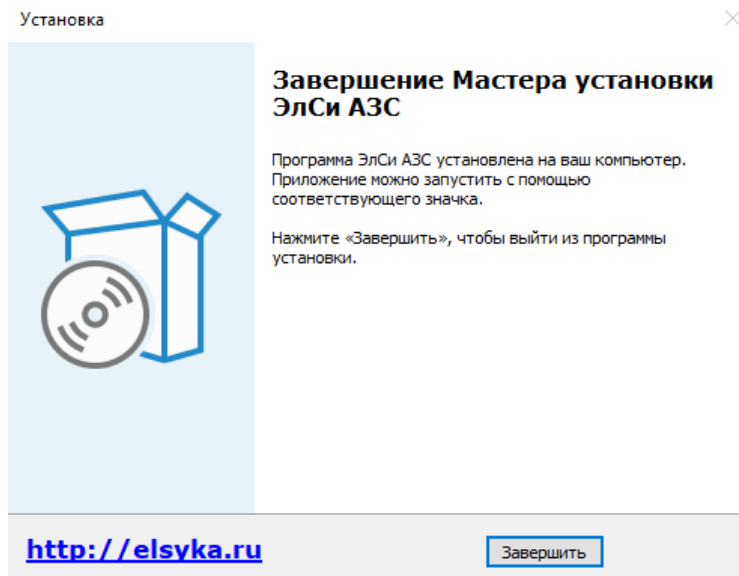 Установка
Завершение Мастера установки
ЭлСи АЗС
Программа ЭлСи АЗС установлена на ваш компьютер.
Приложение можно запустить с помощью
соответствующего значка.
Нажмите «Завершить», чтобы выйти из программы
установки.
http://elsyka.ru
Завершить